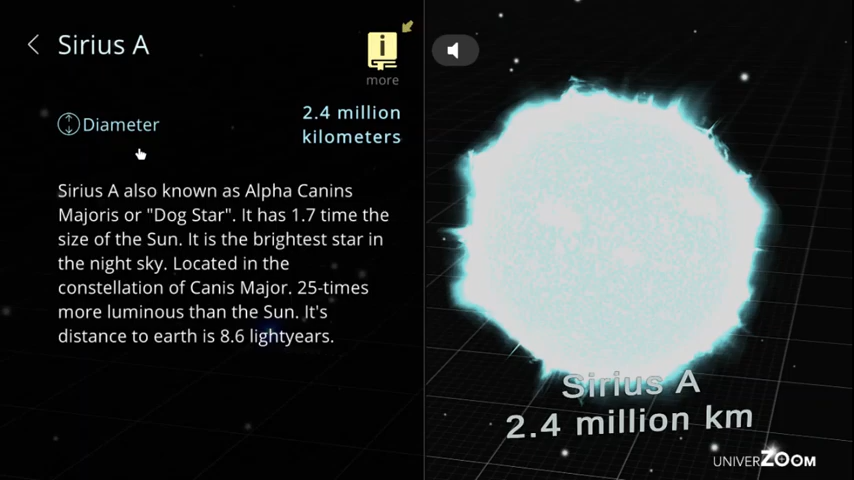 Sirius A
more
Diameter
2.4 million
kilometers
Sirius A also known as Alpha Canins
Majoris or "Dog Star". It has 1.7 time the
size of the Sun. It is the brightest star in
the night sky. Located in the
constellation of Canis Major. 25-times
more luminous than the Sun. It's
distance to earth is 8.6 lightyears.
Sirius A
2.4 million km
UNIVERZOOM